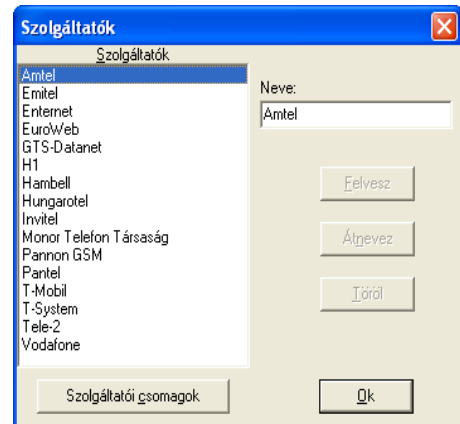 Szolgáltatók
Szolgáltatók
Amtel
Emitel
Enternet
EuroWeb
GTS-Datanet
H1
Hambell
Hungarotel
Invitel
Monor Telefon Társaság
Pannon GSM
Pantel
T-Mobil
T-System
Tele-2
Vodafone
Neve:
Amtel
Felvesz
Átnevez
Töröl
Szolgáltatói csomagok
Ok